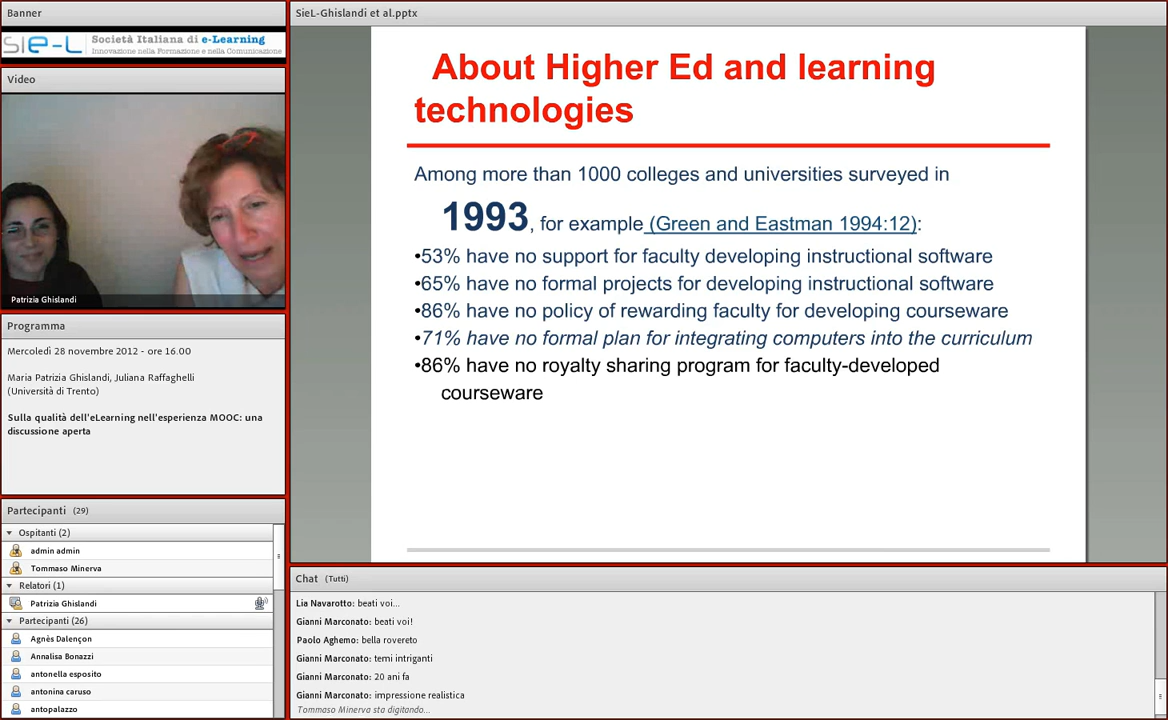 Banner
SIE-L Società Italiana di e-Learning
Innovazione nella Formazione e nella Comunicazione
Video
Patrizia Ghislandi
Programma
Mercoledì 28 novembre 2012 - ore 16.00
Maria Patrizia Ghislandi, Juliana Raffaghelli
(Università di Trento)
Sulla qualità dell'eLearning nell'esperienza MOOC: una
discussione aperta
Partecipanti (29)
Ospitanti (2)
admin admin
Tommaso Minerva
Relatori (1)
Patrizia Ghislandi
Partecipanti (26)
Agnès Dalençon
Annalisa Bonazzi
antonella esposito
antonina caruso
antopalazzo
SieL-Ghislandi et al.pptx
About Higher Ed and learning
technologies
Among more than 1000 colleges and universities surveyed in
1993, for example (Green and Eastman 1994:12):
•53% have no support for faculty developing instructional software
•65% have no formal projects for developing instructional software
•86% have no policy of rewarding faculty for developing courseware
•71% have no formal plan for integrating computers into the curriculum
•86% have no royalty sharing program for faculty-developed
courseware
Chat (Tutti)
Lia Navarotto: beati voi...
Gianni Marconato: beati voi!
Paolo Aghemo: bella rovereto
Gianni Marconato: temi intriganti
Gianni Marconato: 20 ani fa
Gianni Marconato: impressione realistica
Tommaso Minerva sta digitando...